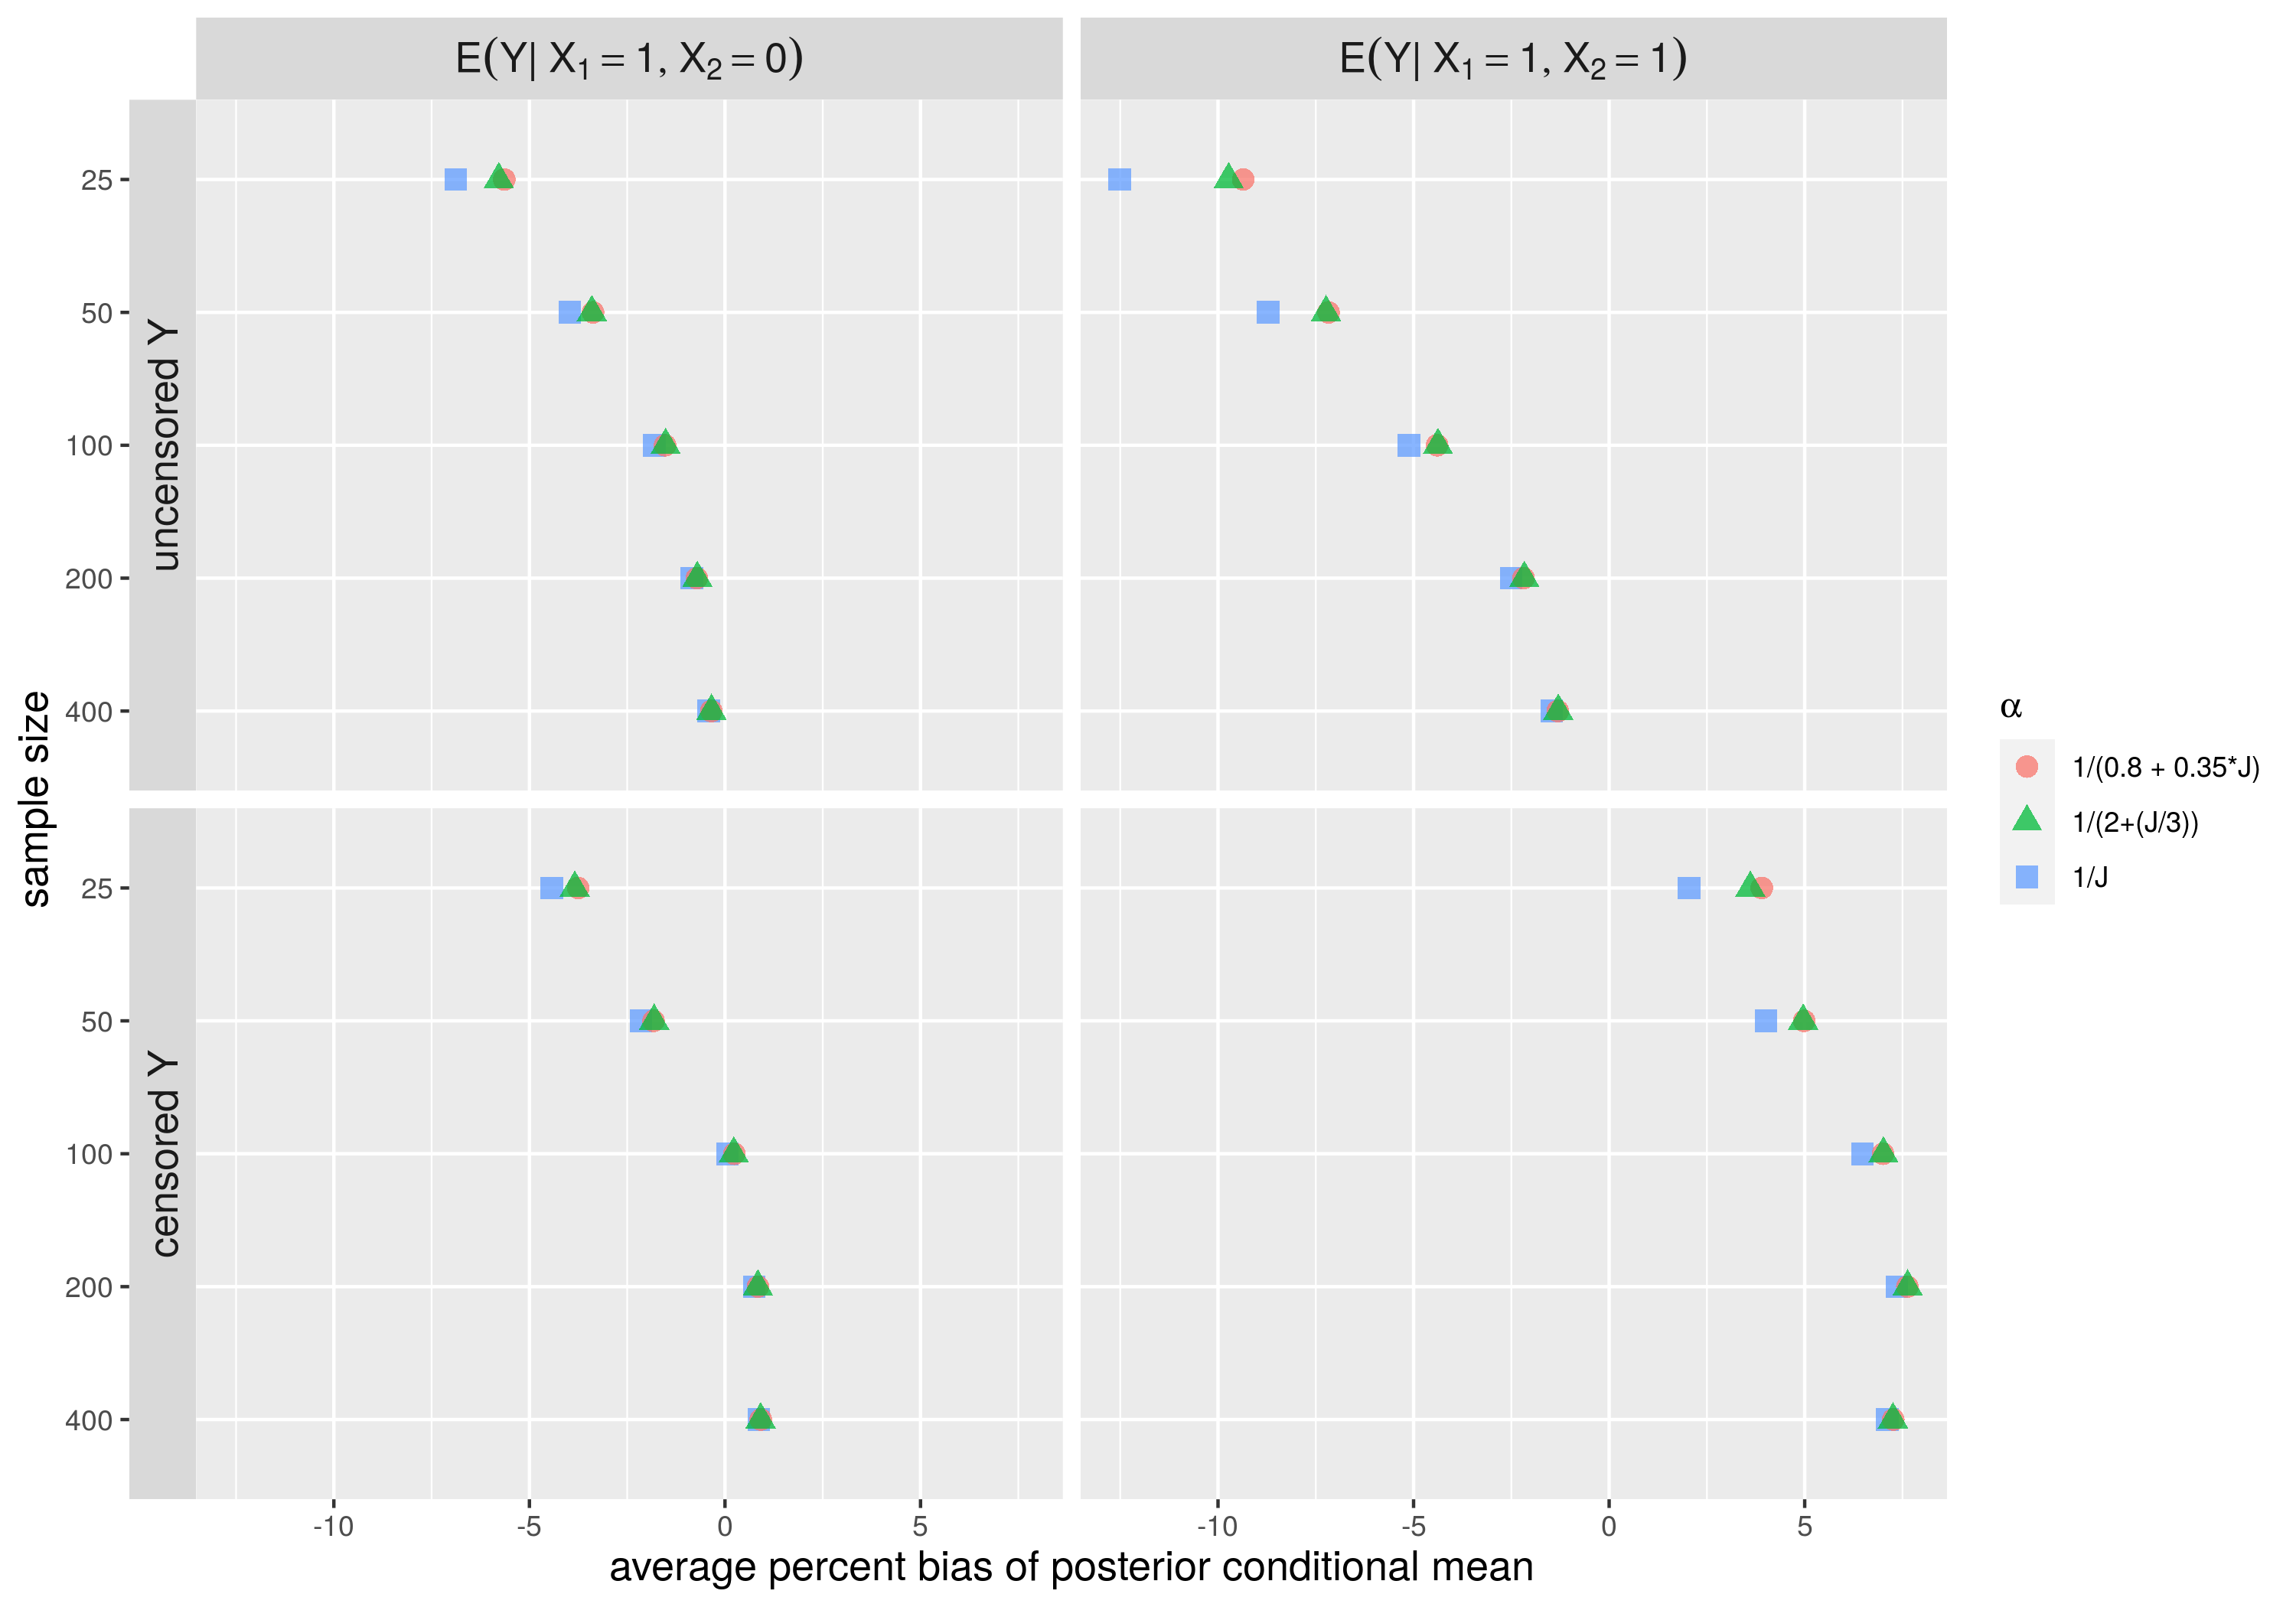 E(Y| X₁ = 1, X₂ = 0)
E(Y| X₁ = 1, X₂ = 1)
sample size
uncensored Y
25
50
100
200
400
censored Y
25
50
100
200
400
-10
-5
0
5
-10
-5
0
5
average percent bias of posterior conditional mean
α
1/(0.8 + 0.35*J)
1/(2+(J/3))
1/J